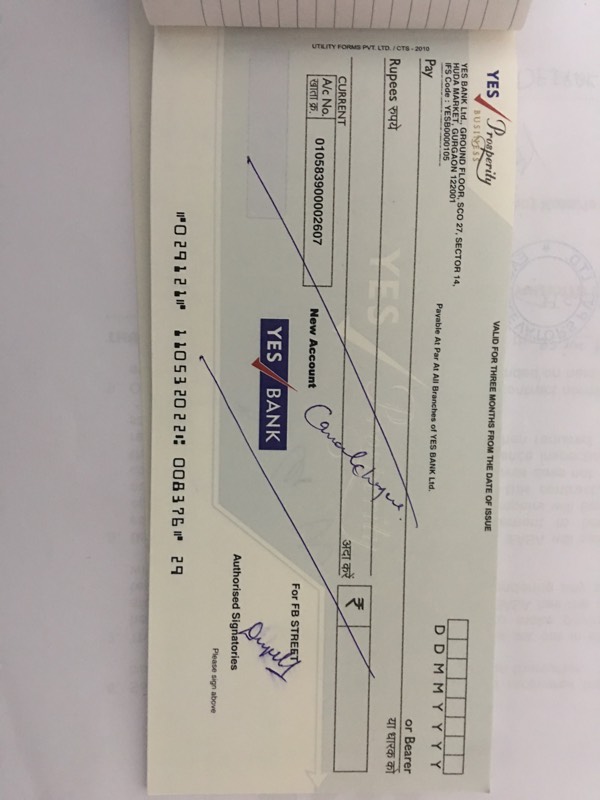 YES Prosperity
BUSINESS
VALID FOR THREE MONTHS FROM THE DATE OF ISSUE
YES BANK Ltd., GROUND FLOOR, SCO 27, SECTOR 14,
HUDA MARKET, GURGAON 122001
IFS Code : YESB0000105
Payable At Par At All Branches of YES BANK Ltd.
D D M M Y Y Y Y
Pay
or Bearer
या धारक को
Rupees रुपये
YES Prosperity
अदा करें ₹
UTILITY FORMS PVT. LTD. / CTS - 2010
CURRENT
A/c No.
खाता क्र.
010583900002607
New Account
YES BANK
For FB STREET
Authorised Signatories
Please sign above
⑈029121⑈ 110532022⑆ 008376⑈ 29